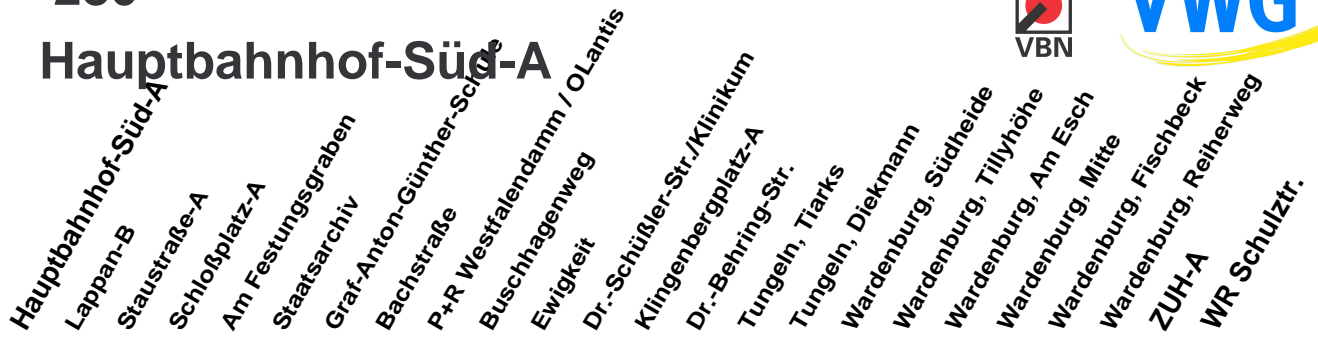 Hauptbahnhof-Süd-A
VBN
VWG
Hauptbahnhof-Süd-A
Lappan-B
Staustraße-A
Schloßplatz-A
Am Festungsgraben
Staatsarchiv
Graf-Anton-Günther-Schule
Bachstraße
P+R Westfalendamm / OLantis
Buschhagenweg
Ewigkeit
Dr.-Schüßler-Str./Klinikum
Klingenbergplatz-A
Dr.-Behring-Str.
Tungeln, Tiarks
Tungeln, Diekmann
Wardenburg, Südheide
Wardenburg, Tillyhöhe
Wardenburg, Am Esch
Wardenburg, Mitte
Wardenburg, Fischbeck
Wardenburg, Reiherweg
ZUH-A
WR Schulztr.